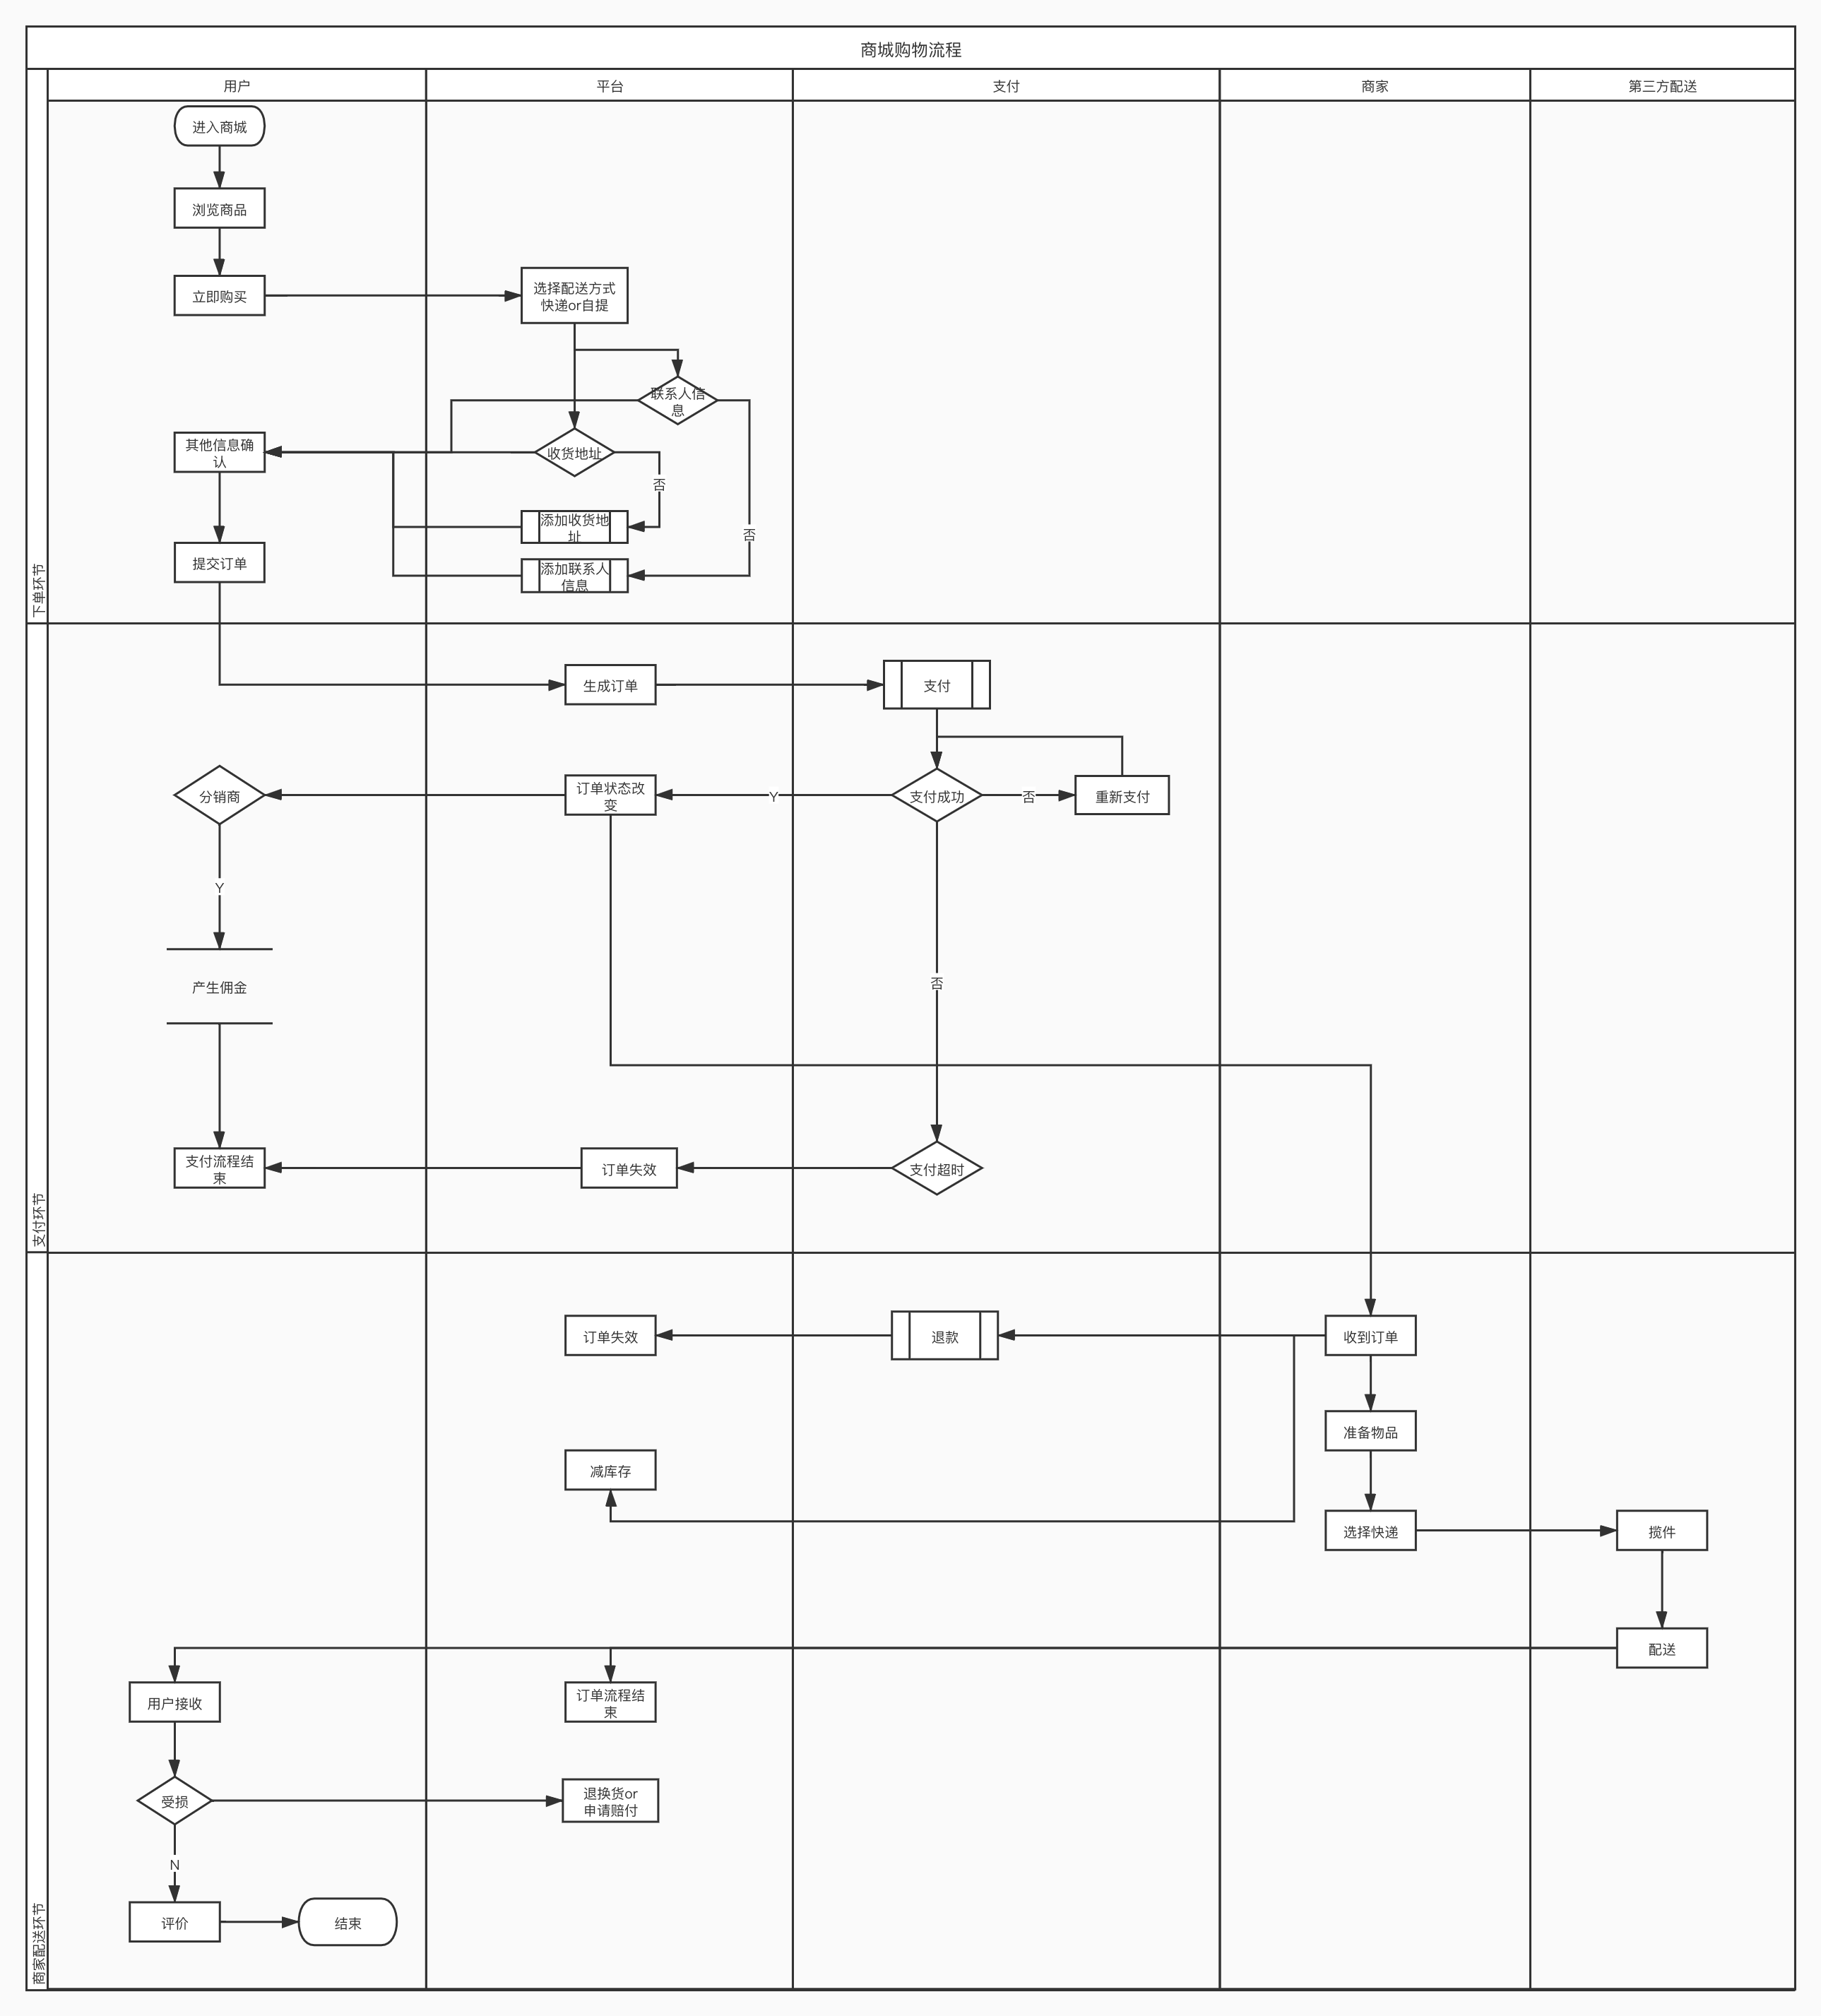 商城购物流程
用户
平台
支付
商家
第三方配送
进入商城
浏览商品
立即购买
选择配送方式
快递or自提
联系人信
息
其他信息确
认
收货地址
否
添加收货地
址
否
提交订单
添加联系人
信息
下单环节
生成订单
支付
分销商
订单状态改
变
Y
支付成功
否
重新支付
Y
产生佣金
否
支付流程结
束
订单失效
支付超时
支付环节
订单失效
退款
收到订单
准备物品
减库存
选择快递
揽件
配送
用户接收
订单流程结
束
受损
退换货or
申请赔付
N
评价
结束
商家配送环节